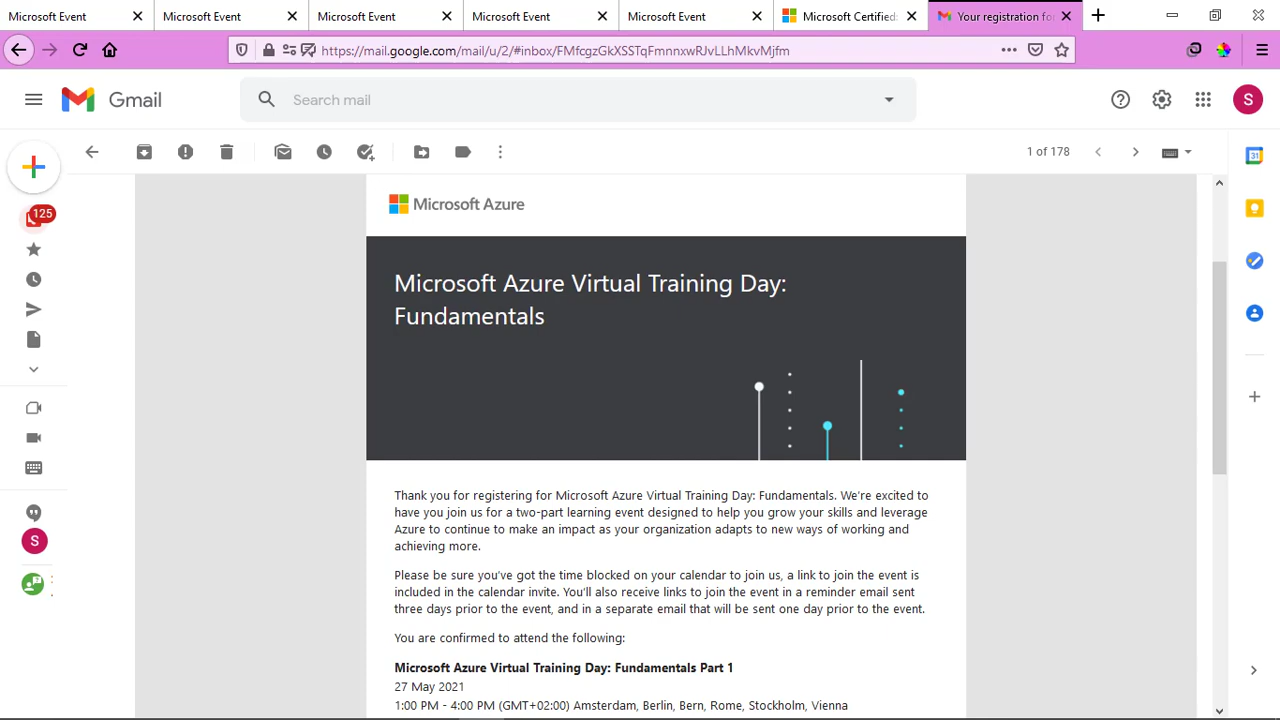 Microsoft Event
Microsoft Event
Microsoft Event
Microsoft Event
Microsoft Event
Microsoft Certified:
Your registration for
https://mail.google.com/mail/u/2/#inbox/FMfcgzGkXSSTqFmnnxwRJvLLhMkvMjfm
Gmail
Search mail
S
1 of 178
125
31
Microsoft Azure
Microsoft Azure Virtual Training Day:
Fundamentals
Thank you for registering for Microsoft Azure Virtual Training Day: Fundamentals. We're excited to
have you join us for a two-part learning event designed to help you grow your skills and leverage
Azure to continue to make an impact as your organization adapts to new ways of working and
achieving more.
Please be sure you've got the time blocked on your calendar to join us, a link to join the event is
included in the calendar invite. You'll also receive links to join the event in a reminder email sent
three days prior to the event, and in a separate email that will be sent one day prior to the event.
You are confirmed to attend the following:
Microsoft Azure Virtual Training Day: Fundamentals Part 1
27 May 2021
1:00 PM - 4:00 PM (GMT+02:00) Amsterdam, Berlin, Bern, Rome, Stockholm, Vienna
S